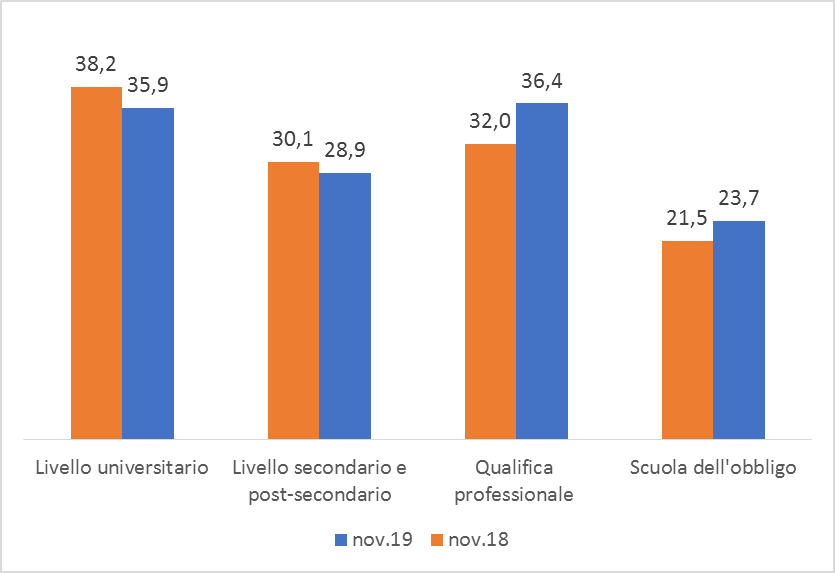 38,2
35,9
30,1
28,9
32,0
36,4
21,5
23,7
Livello universitario
Livello secondario e
post-secondario
Qualifica
professionale
Scuola dell'obbligo
nov.19
nov.18